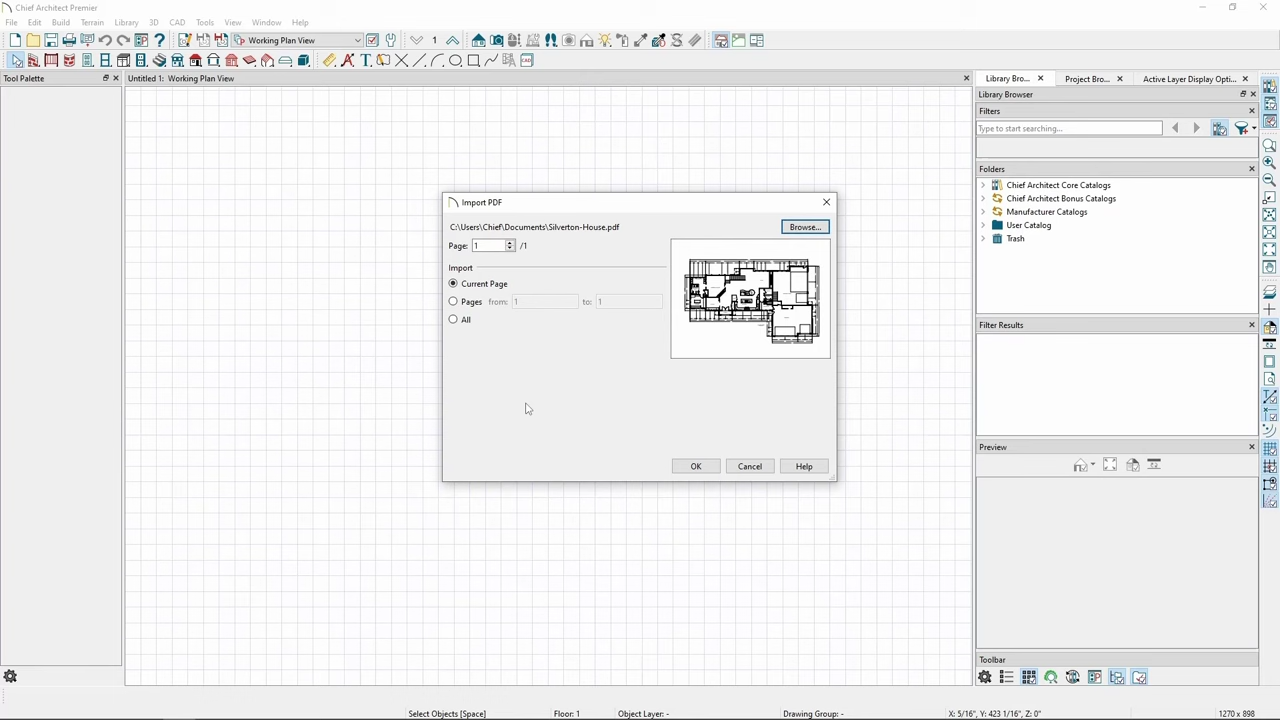 Chief Architect Premier
File Edit Build Terrain Library 3D CAD Tools View Window Help
Working Plan View
1
Tool Palette
Untitled 1: Working Plan View
Library Bro... Project Bro... Active Layer Display Opti...
Library Browser
Filters
Type to start searching...
Folders
Chief Architect Core Catalogs
Chief Architect Bonus Catalogs
Manufacturer Catalogs
User Catalog
Trash
Filter Results
Preview
Toolbar
Import PDF
C:\Users\Chief\Documents\Silverton-House.pdf
Browse...
Page: 1 /1
Import
Current Page
Pages from: 1 to: 1
All
OK Cancel Help
Select Objects [Space] Floor: 1 Object Layer: - Drawing Group: - X: 5/16", Y: 423 1/16", Z: 0" 1270 x 898